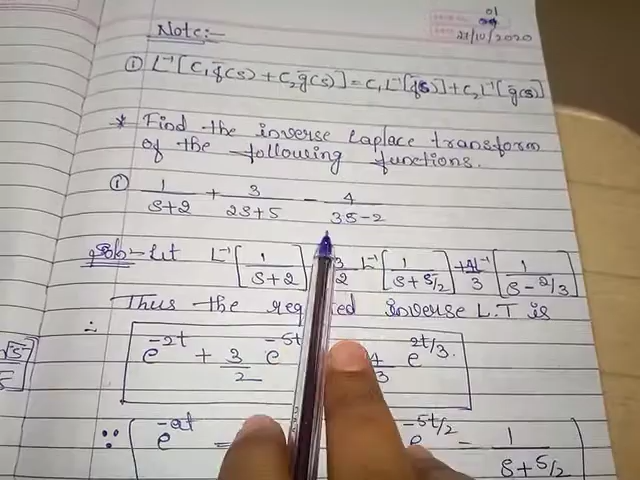 01
27/10/2020
Note:-
① L⁻¹[C₁f̄(s) + C₂ḡ(s)] = C₁L⁻¹[f̄(s)] + C₂L⁻¹[ḡ(s)]
* Find the inverse Laplace transform
of the following functions.
① 1/(s+2) + 3/(2s+5) - 4/(3s-2)
Solⁿ- Let L⁻¹[1/(s+2)] 3/2 L⁻¹[1/(s+5/2)] + 4/3 L⁻¹[1/(s-2/3)]
Thus the required inverse L.T is
∴ e^(-2t) + 3/2 e^(-5t 4/3 e^(2t/3).
∵ e^(-at) = e^(-5t/2) = 1/(s+5/2)